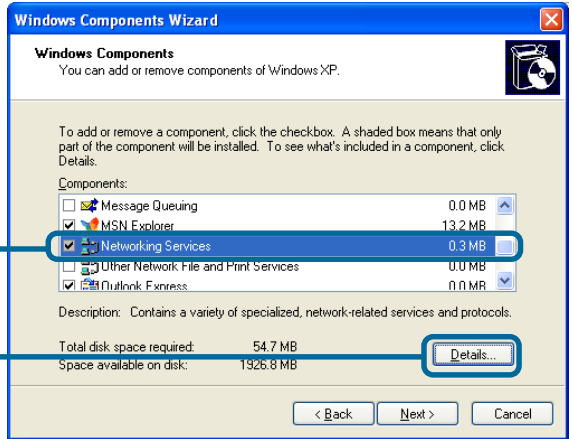 Windows Components Wizard
Windows Components
You can add or remove components of Windows XP.
To add or remove a component, click the checkbox. A shaded box means that only
part of the component will be installed. To see what's included in a component, click
Details.
Components:
Message Queuing 0.0 MB
MSN Explorer 13.2 MB
Networking Services 0.3 MB
Other Network File and Print Services 0.0 MB
Outlook Express 0.0 MB
Description: Contains a variety of specialized, network-related services and protocols.
Total disk space required: 54.7 MB
Space available on disk: 1926.8 MB
Details...
< Back Next > Cancel